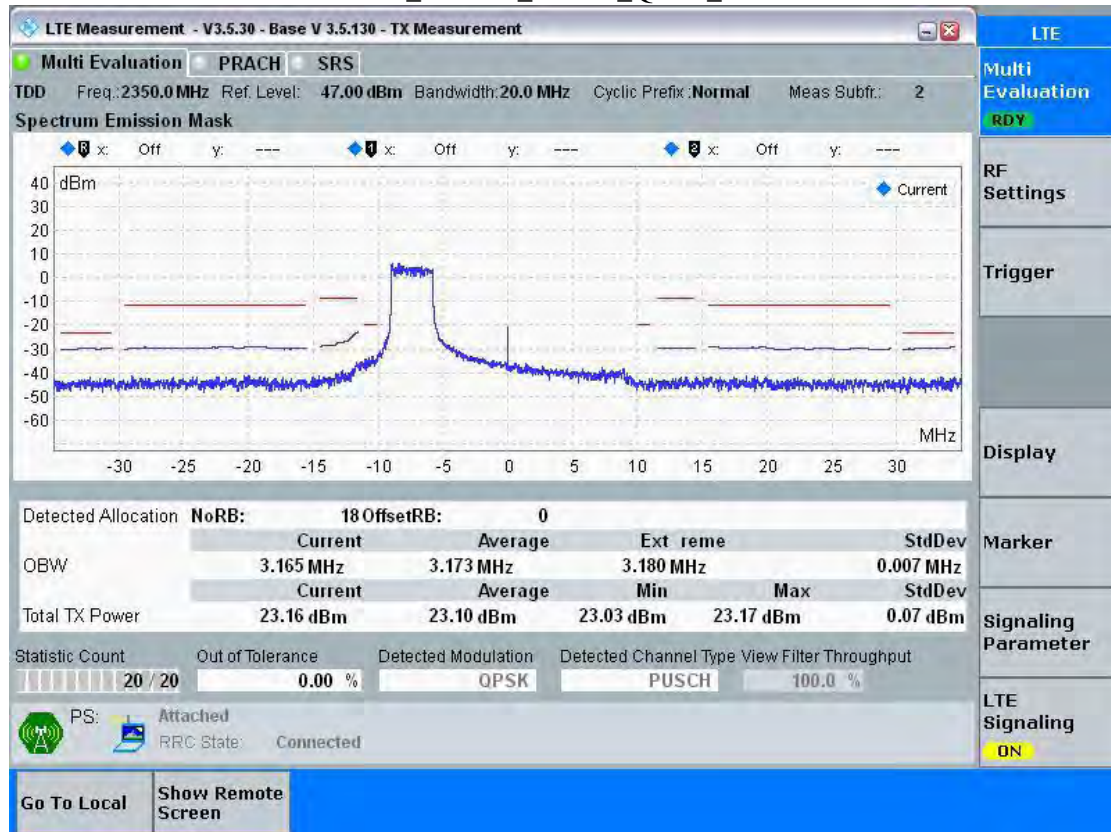 LTE Measurement - V3.5.30 - Base V 3.5.130 - TX Measurement
LTE
Multi Evaluation PRACH SRS
TDD Freq.:2350.0 MHz Ref. Level: 47.00 dBm Bandwidth:20.0 MHz Cyclic Prefix :Normal Meas Subfr.: 2
Spectrum Emission Mask
R x: Off y: --- 1 x: Off y: --- 2 x: Off y: ---
dBm
Current
40
30
20
10
0
-10
-20
-30
-40
-50
-60
MHz
-30 -25 -20 -15 -10 -5 0 5 10 15 20 25 30
Detected Allocation NoRB: 18 OffsetRB: 0
Current Average Ext reme StdDev
OBW 3.165 MHz 3.173 MHz 3.180 MHz 0.007 MHz
Current Average Min Max StdDev
Total TX Power 23.16 dBm 23.10 dBm 23.03 dBm 23.17 dBm 0.07 dBm
Statistic Count Out of Tolerance Detected Modulation Detected Channel Type View Filter Throughput
20 / 20 0.00 % QPSK PUSCH 100.0 %
PS: Attached
RRC State: Connected
Go To Local
Show Remote
Screen
Multi
Evaluation
RDY
RF
Settings
Trigger
Display
Marker
Signaling
Parameter
LTE
Signaling
ON